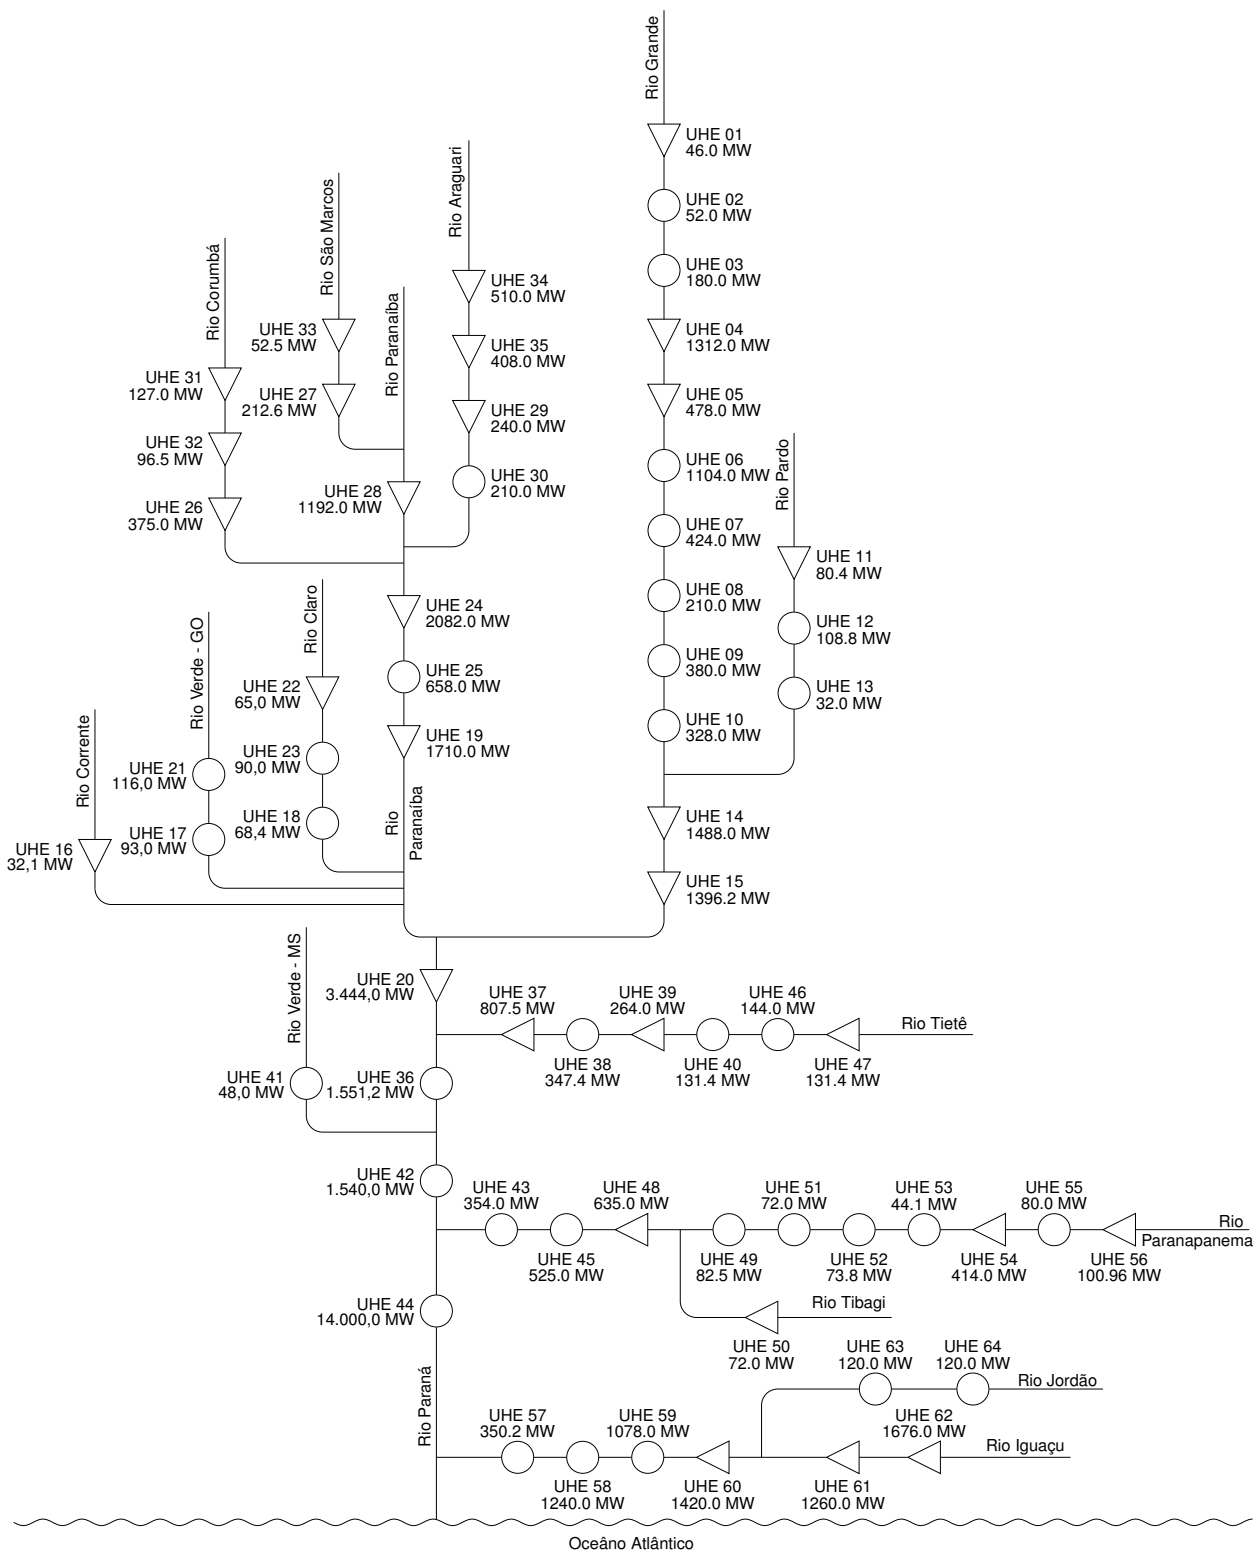 Rio Grande
UHE 01
46.0 MW
UHE 02
52.0 MW
UHE 03
180.0 MW
UHE 04
1312.0 MW
UHE 05
478.0 MW
UHE 06
1104.0 MW
UHE 07
424.0 MW
UHE 08
210.0 MW
UHE 09
380.0 MW
UHE 10
328.0 MW
Rio Pardo
UHE 11
80.4 MW
UHE 12
108.8 MW
UHE 13
32.0 MW
UHE 14
1488.0 MW
UHE 15
1396.2 MW
Rio Araguari
UHE 34
510.0 MW
UHE 35
408.0 MW
UHE 29
240.0 MW
UHE 30
210.0 MW
Rio São Marcos
UHE 33
52.5 MW
UHE 27
212.6 MW
Rio Paranaíba
UHE 28
1192.0 MW
Rio Corumbá
UHE 31
127.0 MW
UHE 32
96.5 MW
UHE 26
375.0 MW
UHE 24
2082.0 MW
UHE 25
658.0 MW
UHE 19
1710.0 MW
Rio
Paranaíba
Rio Claro
UHE 22
65,0 MW
UHE 23
90,0 MW
UHE 18
68,4 MW
Rio Verde - GO
UHE 21
116,0 MW
UHE 17
93,0 MW
Rio Corrente
UHE 16
32,1 MW
UHE 20
3.444,0 MW
Rio Verde - MS
UHE 41
48,0 MW
UHE 36
1.551,2 MW
UHE 37
807.5 MW
UHE 38
347.4 MW
UHE 39
264.0 MW
UHE 40
131.4 MW
UHE 46
144.0 MW
UHE 47
131.4 MW
Rio Tietê
UHE 42
1.540,0 MW
UHE 43
354.0 MW
UHE 45
525.0 MW
UHE 48
635.0 MW
UHE 49
82.5 MW
UHE 51
72.0 MW
UHE 52
73.8 MW
UHE 53
44.1 MW
UHE 54
414.0 MW
UHE 55
80.0 MW
UHE 56
100.96 MW
Rio
Paranapanema
UHE 50
72.0 MW
Rio Tibagi
UHE 44
14.000,0 MW
Rio Paraná
UHE 63
120.0 MW
UHE 64
120.0 MW
Rio Jordão
UHE 57
350.2 MW
UHE 58
1240.0 MW
UHE 59
1078.0 MW
UHE 60
1420.0 MW
UHE 61
1260.0 MW
UHE 62
1676.0 MW
Rio Iguaçu
Oceâno Atlântico